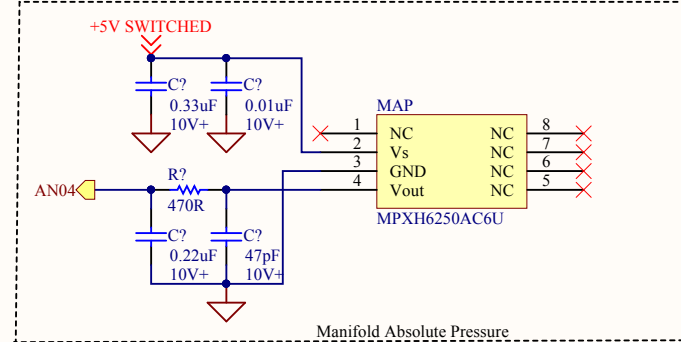 +5V SWITCHED
C?
0.33uF
10V+
C?
0.01uF
10V+
MAP
1 NC NC 8
2 Vs NC 7
3 GND NC 6
4 Vout NC 5
MPXH6250AC6U
AN04
R?
470R
C?
0.22uF
10V+
C?
47pF
10V+
Manifold Absolute Pressure